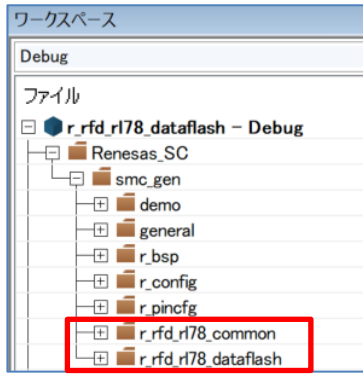 ワークスペース
Debug
ファイル
r_rfd_rl78_dataflash - Debug
Renesas_SC
smc_gen
demo
general
r_bsp
r_config
r_pincfg
r_rfd_rl78_common
r_rfd_rl78_dataflash